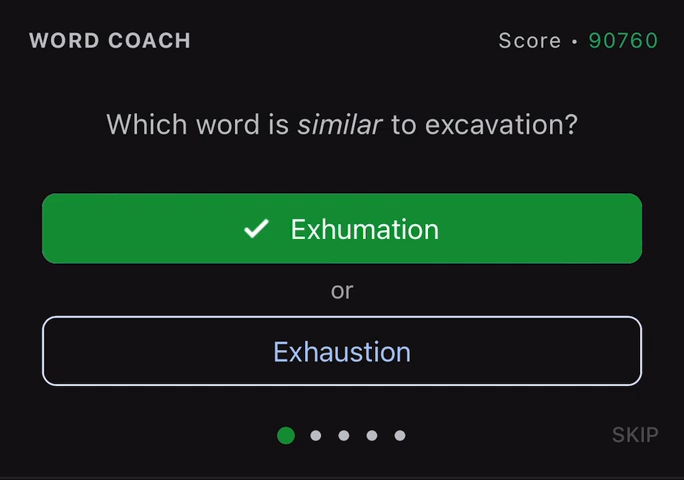 WORD COACH
Score • 90760
Which word is similar to excavation?
Exhumation
or
Exhaustion
SKIP